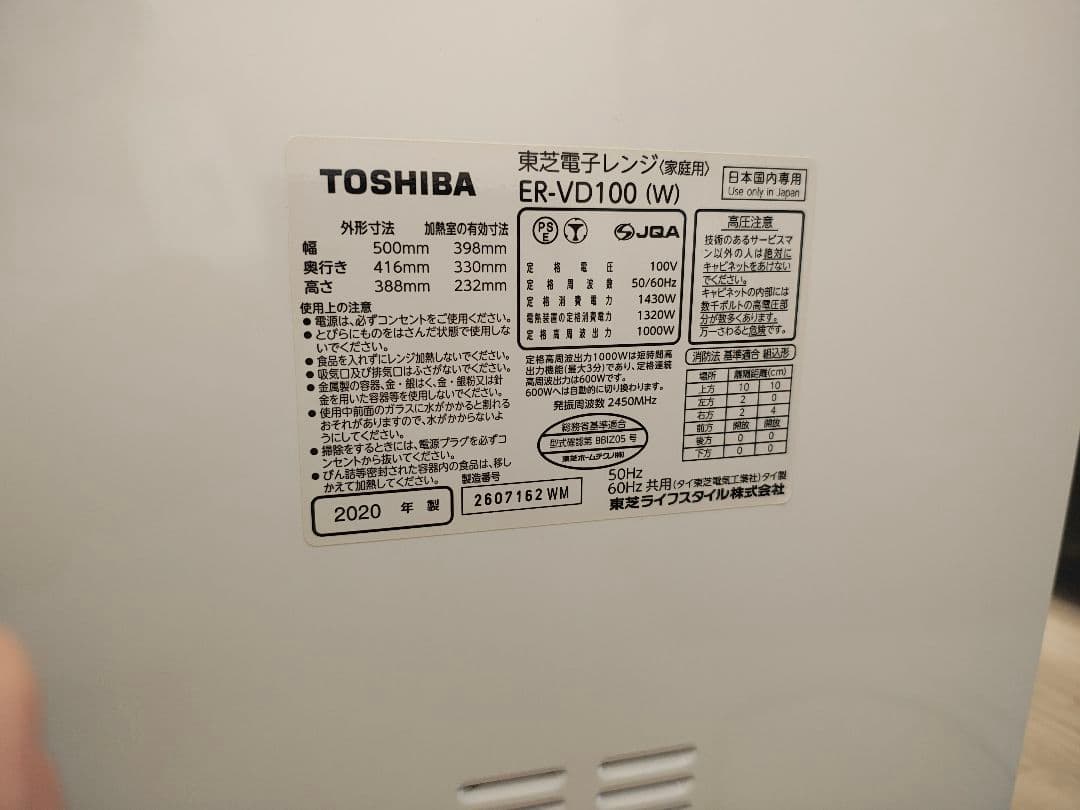 TOSHIBA
東芝電子レンジ〈家庭用〉
ER-VD100 (W)
日本国内専用
Use only in Japan
外形寸法 加熱室の有効寸法
幅 500mm 398mm
奥行き 416mm 330mm
高さ 388mm 232mm
使用上の注意
● 電源は、必ずコンセントをご使用ください。
● とびらにものをはさんだ状態で使用しな
いでください。
● 食品を入れずにレンジ加熱しないでください。
● 吸気口及び排気口はふさがないでください。
● 金属製の容器、金・銀はく、金・銀粉又は針
金を用いた容器等を使用しないでください。
● 使用中前面のガラスに水がかかると割れる
おそれがありますので、水がかからないよ
うにしてください。
● 掃除をするときには、電源プラグを必ずコ
ンセントから抜いてください。
● びん詰等密封された容器内の食品は、移し
かえて加熱してください。
2020 年 製
製造番号
2607162 WM
PS
E
JQA
定格電圧 100V
定格周波数 50/60Hz
定格消費電力 1430W
電熱装置の定格消費電力 1320W
定格高周波出力 1000W
定格高周波出力1000Wは短時間高
出力機能(最大3分)であり、定格連続
高周波出力は600Wです。
600Wへは自動的に切り換わります。
発振周波数 2450MHz
総務省基準適合
型式確認第 BBIZ05 号
東芝ホームテクノ(株)
高圧注意
技術のあるサービスマ
ン以外の人は絶対に
キャビネットをあけない
でください。
キャビネットの内部には
数千ボルトの高電圧部
分が数多くあります。
万一さわると危険です。
消防法 基準適合 組込形
場所 離隔距離(cm)
上方 10 10
左方 2 0
右方 2 4
前方 開放 開放
後方 0 0
下方 0 0
50Hz
60Hz 共用 (タイ東芝電気工業社)タイ製
東芝ライフスタイル株式会社